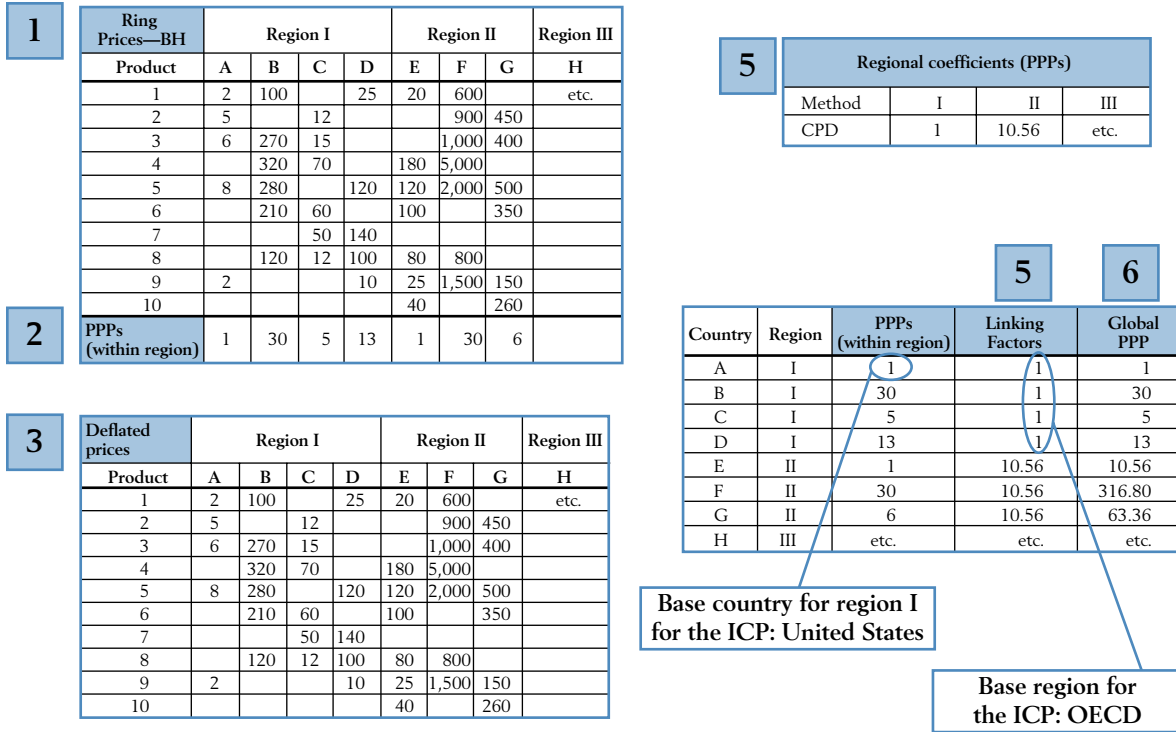 1
Ring Prices—BH Region I Region II Region III
Product A B C D E F G H
1 2 100 25 20 600 etc.
2 5 12 900 450
3 6 270 15 1,000 400
4 320 70 180 5,000
5 8 280 120 120 2,000 500
6 210 60 100 350
7 50 140
8 120 12 100 80 800
9 2 10 25 1,500 150
10 40 260
2
PPPs (within region) 1 30 5 13 1 30 6
3
Deflated prices Region I Region II Region III
Product A B C D E F G H
1 2 100 25 20 600 etc.
2 5 12 900 450
3 6 270 15 1,000 400
4 320 70 180 5,000
5 8 280 120 120 2,000 500
6 210 60 100 350
7 50 140
8 120 12 100 80 800
9 2 10 25 1,500 150
10 40 260
5
Regional coefficients (PPPs)
Method I II III
CPD 1 10.56 etc.
5 6
Country Region PPPs (within region) Linking Factors Global PPP
A I 1 1 1
B I 30 1 30
C I 5 1 5
D I 13 1 13
E II 1 10.56 10.56
F II 30 10.56 316.80
G II 6 10.56 63.36
H III etc. etc. etc.
Base country for region I
for the ICP: United States
Base region for
the ICP: OECD